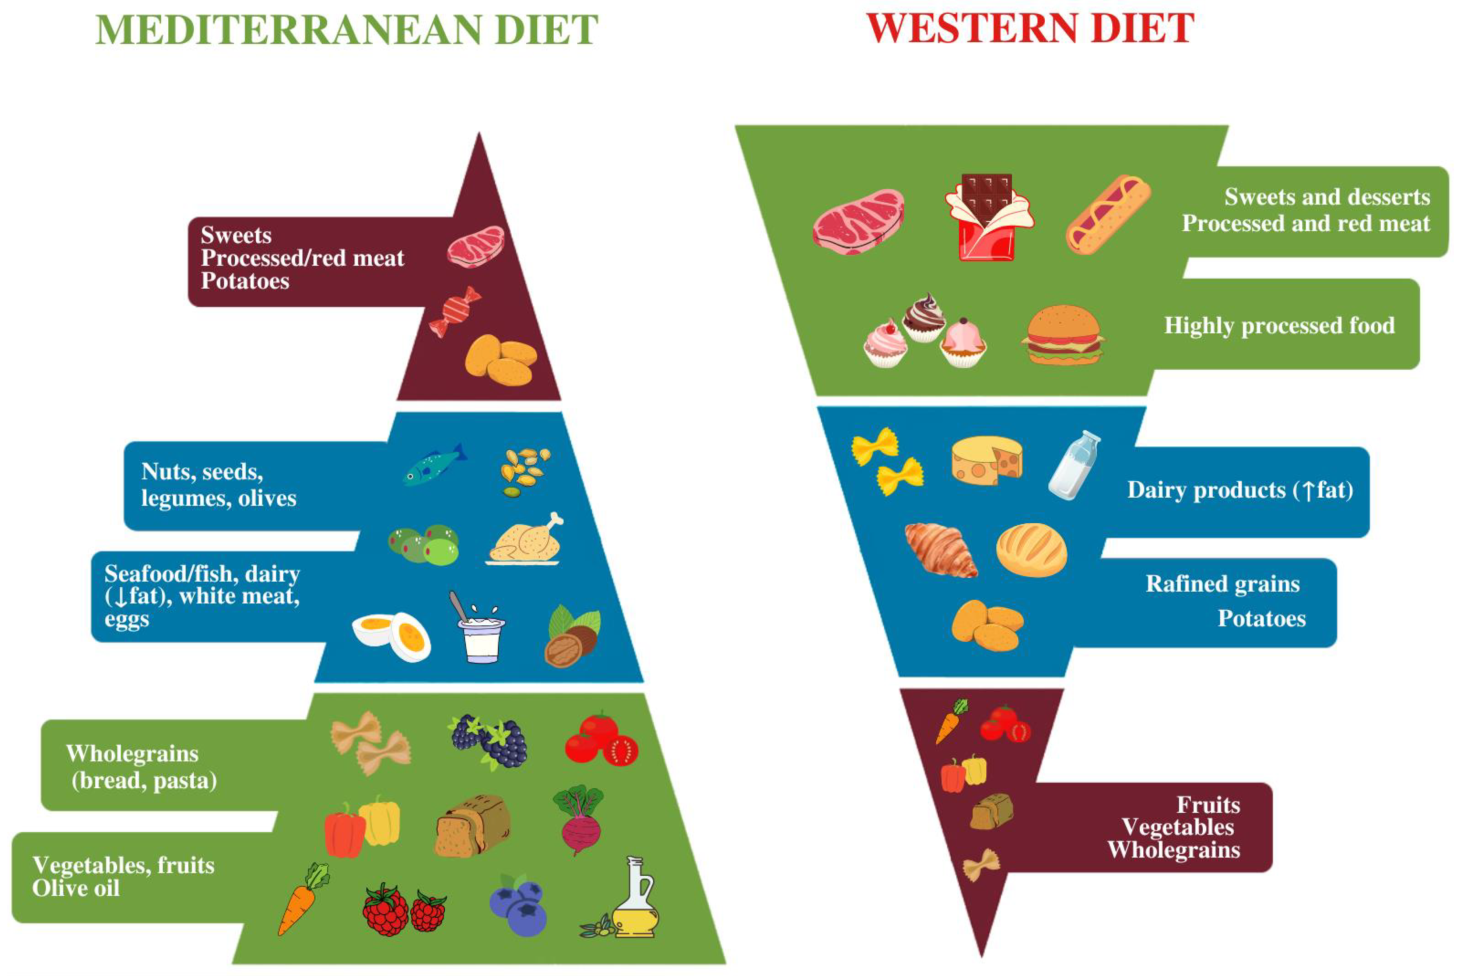 MEDITERRANEAN DIET
Sweets
Processed/red meat
Potatoes
Nuts, seeds,
legumes, olives
Seafood/fish, dairy
(↓fat), white meat,
eggs
Wholegrains
(bread, pasta)
Vegetables, fruits
Olive oil
WESTERN DIET
Sweets and desserts
Processed and red meat
Highly processed food
Dairy products (↑fat)
Rafined grains
Potatoes
Fruits
Vegetables
Wholegrains